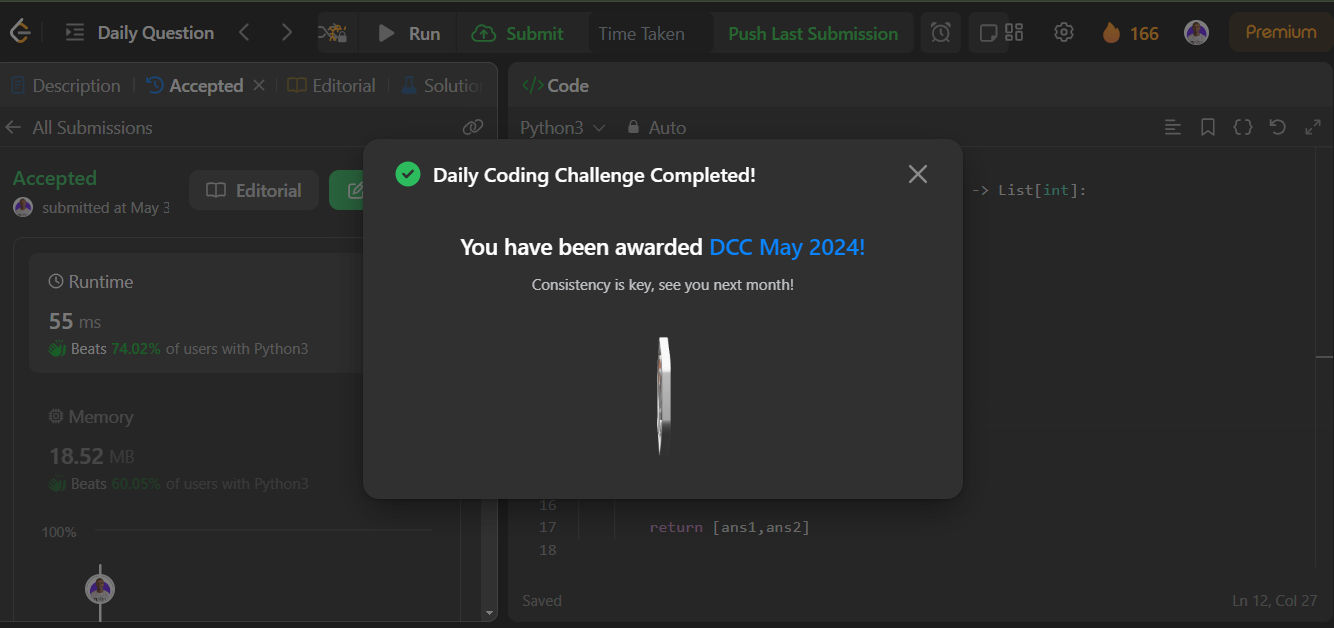 Daily Question Run Submit Time Taken Push Last Submission 166 Premium
Description Accepted Editorial Solution
Code
All Submissions
Python3 Auto
Accepted
submitted at May 3
Editorial
Daily Coding Challenge Completed!
-> List[int]:
You have been awarded DCC May 2024!
Consistency is key, see you next month!
Runtime
55 ms
Beats 74.02% of users with Python3
Memory
18.52 MB
Beats 60.05% of users with Python3
100%
16
17 return [ans1,ans2]
18
Saved Ln 12, Col 27